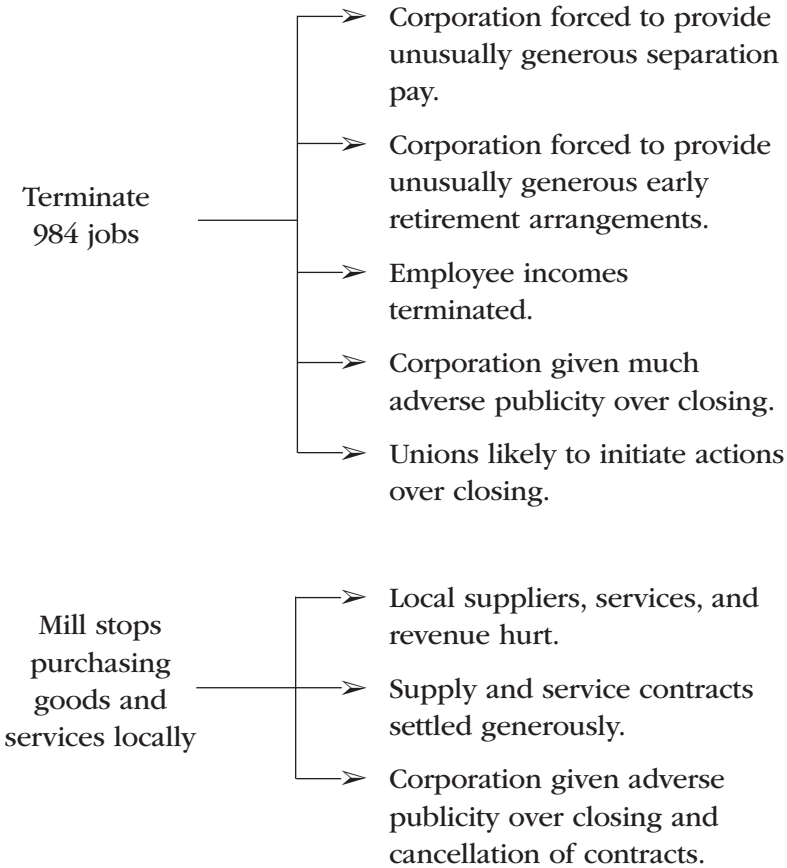 Terminate
984 jobs
Corporation forced to provide
unusually generous separation
pay.
Corporation forced to provide
unusually generous early
retirement arrangements.
Employee incomes
terminated.
Corporation given much
adverse publicity over closing.
Unions likely to initiate actions
over closing.
Mill stops
purchasing
goods and
services locally
Local suppliers, services, and
revenue hurt.
Supply and service contracts
settled generously.
Corporation given adverse
publicity over closing and
cancellation of contracts.